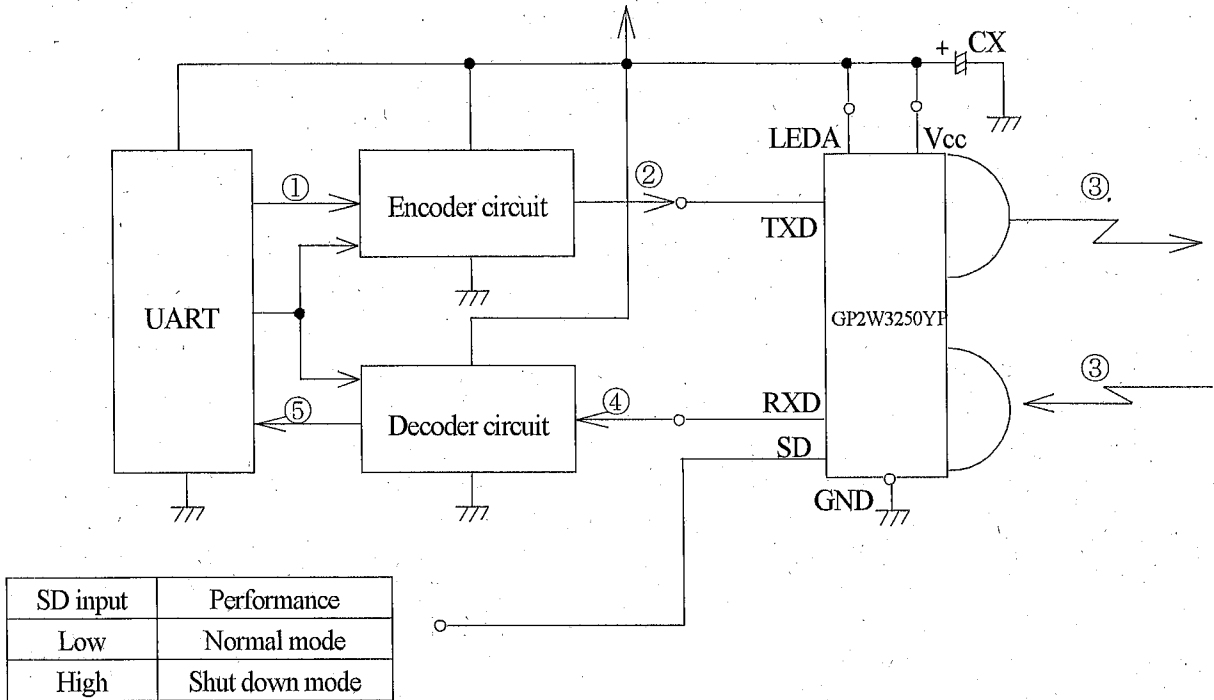 + CX
LEDA Vcc
① Encoder circuit ② ③
TXD
UART GP2W3250YP
⑤ Decoder circuit ④ RXD ③
SD
GND
SD input Performance
Low Normal mode
High Shut down mode